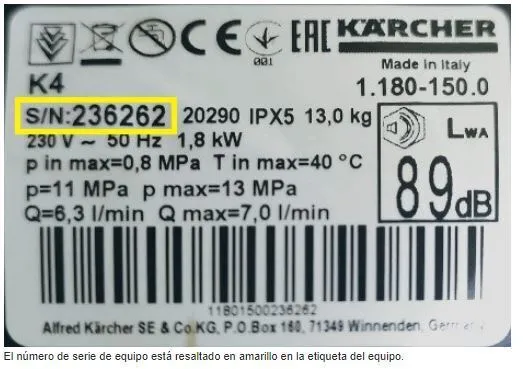 CE 001 EAC KÄRCHER
Made in Italy
K4 1.180-150.0
S/N:236262 20290 IPX5 13,0 kg
230 V ~ 50 Hz 1,8 kW
p in max=0,8 MPa T in max=40 °C
p=11 MPa p max=13 MPa
Q=6,3 l/min Q max=7,0 l/min
LWA
89dB
11801500236262
Alfred Kärcher SE & Co.KG, P.O.Box 160, 71349 Winnenden, Germany
El número de serie de equipo está resaltado en amarillo en la etiqueta del equipo.